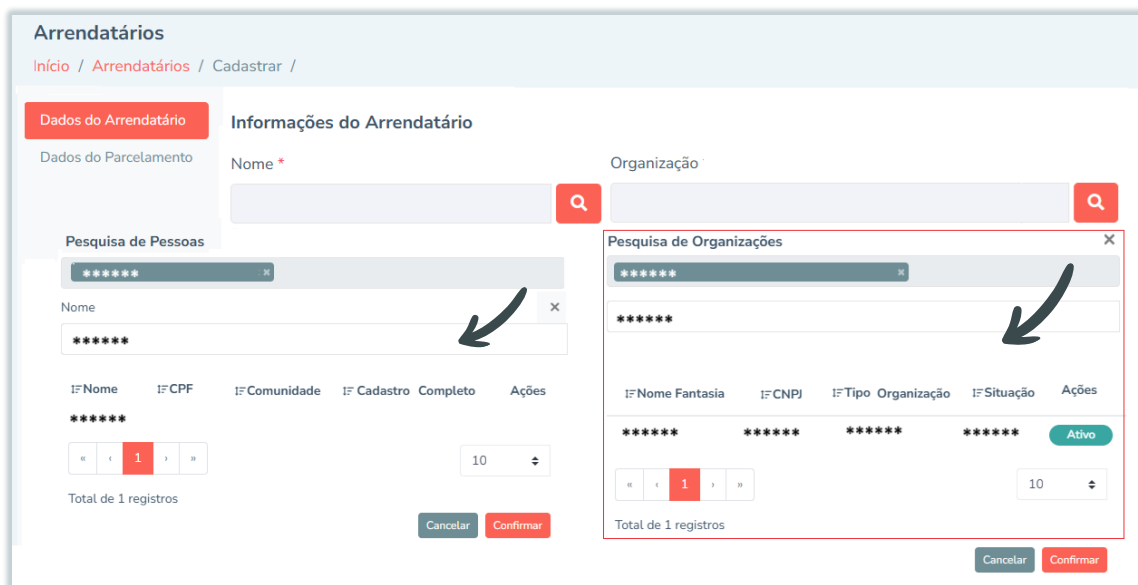 Arrendatários
Início / Arrendatários / Cadastrar /
Dados do Arrendatário
Dados do Parcelamento
Informações do Arrendatário
Nome *
Organização
Pesquisa de Pessoas
****** ×
Nome ×
******
Nome CPF Comunidade Cadastro Completo Ações
******
« ‹ 1 › »
10
Total de 1 registros
Cancelar Confirmar
Pesquisa de Organizações ×
****** ×
******
Nome Fantasia CNPJ Tipo Organização Situação Ações
****** ****** ****** ****** Ativo
« ‹ 1 › »
10
Total de 1 registros
Cancelar Confirmar